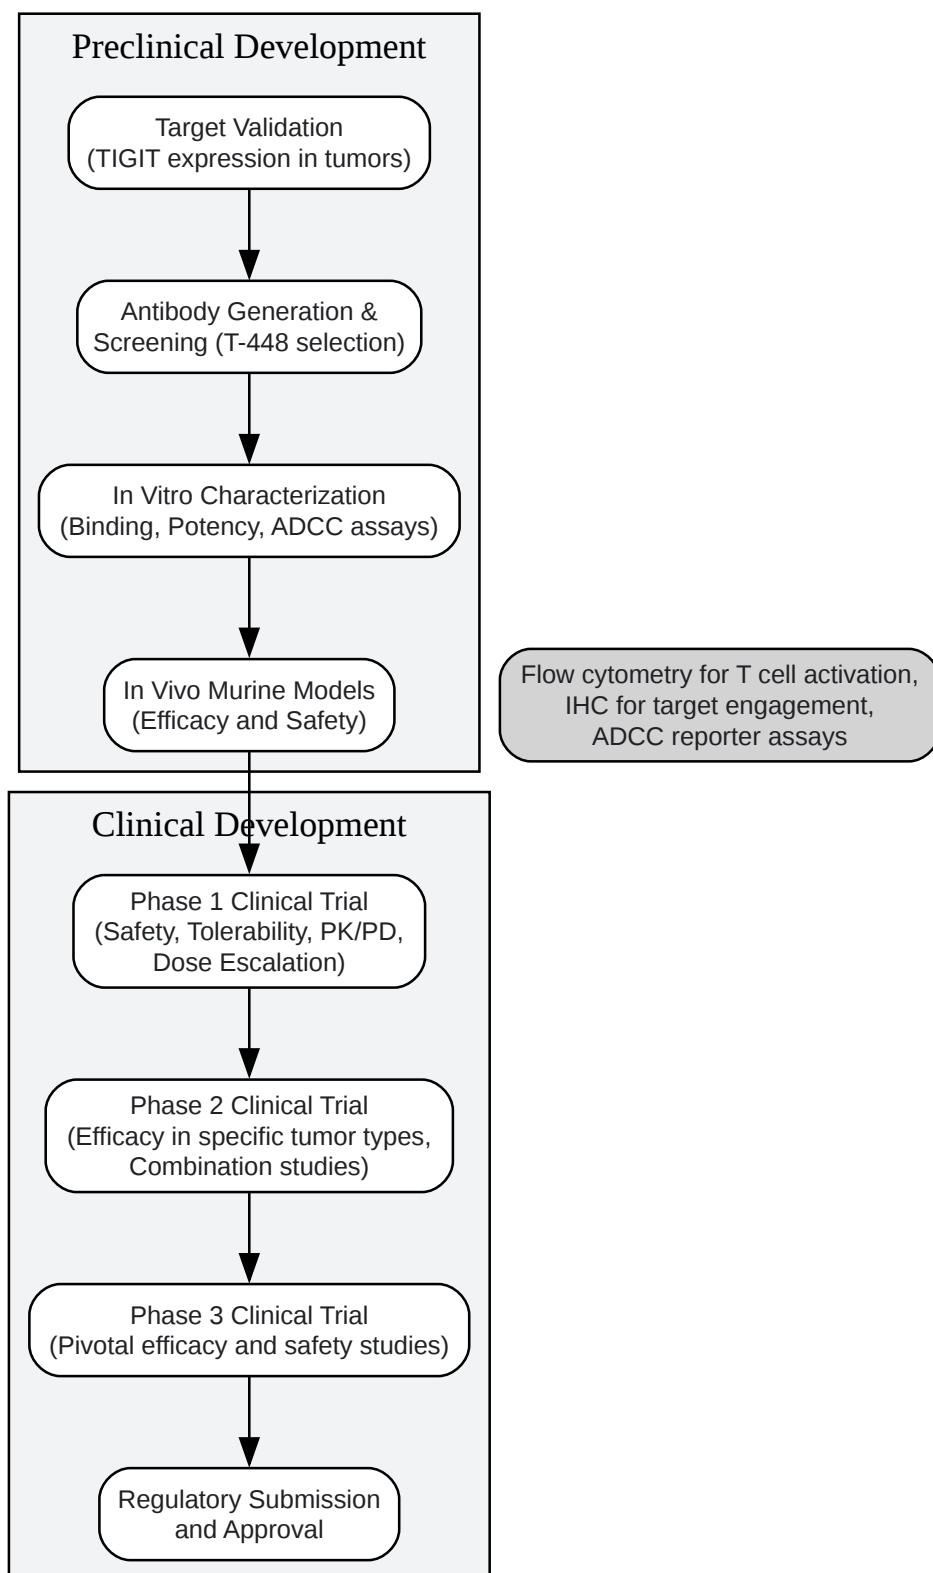 Preclinical Development
Target Validation
(TIGIT expression in tumors)
Antibody Generation &
Screening (T-448 selection)
In Vitro Characterization
(Binding, Potency, ADCC assays)
In Vivo Murine Models
(Efficacy and Safety)
Flow cytometry for T cell activation,
IHC for target engagement,
ADCC reporter assays
Clinical Development
Phase 1 Clinical Trial
(Safety, Tolerability, PK/PD,
Dose Escalation)
Phase 2 Clinical Trial
(Efficacy in specific tumor types,
Combination studies)
Phase 3 Clinical Trial
(Pivotal efficacy and safety studies)
Regulatory Submission
and Approval